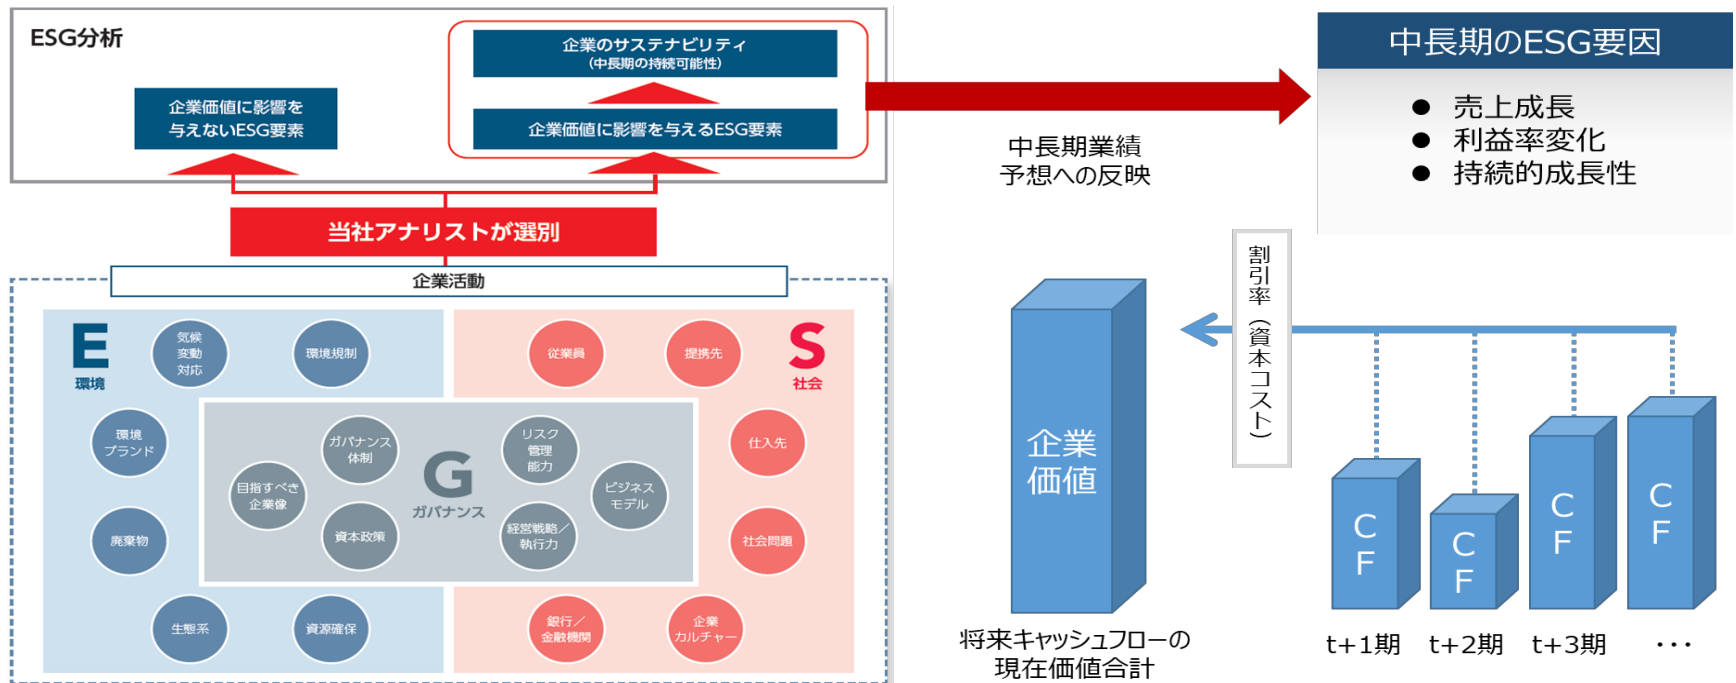 ESG分析
企業のサステナビリティ
(中長期の持続可能性)
企業価値に影響を
与えないESG要素
企業価値に影響を与えるESG要素
当社アナリストが選別
企業活動
E
環境
気候
変動
対応
環境規制
環境
ブランド
廃棄物
生態系
資源確保
S
社会
従業員
提携先
仕入先
社会問題
銀行／
金融機関
企業
カルチャー
G
ガバナンス
ガバナンス
体制
リスク
管理
能力
目指すべき
企業像
ビジネス
モデル
資本政策
経営戦略／
執行力
中長期業績
予想への反映
中長期のESG要因
● 売上成長
● 利益率変化
● 持続的成長性
割引率（資本コスト）
企業
価値
将来キャッシュフローの
現在価値合計
CF
CF
CF
CF
t+1期
t+2期
t+3期
・・・